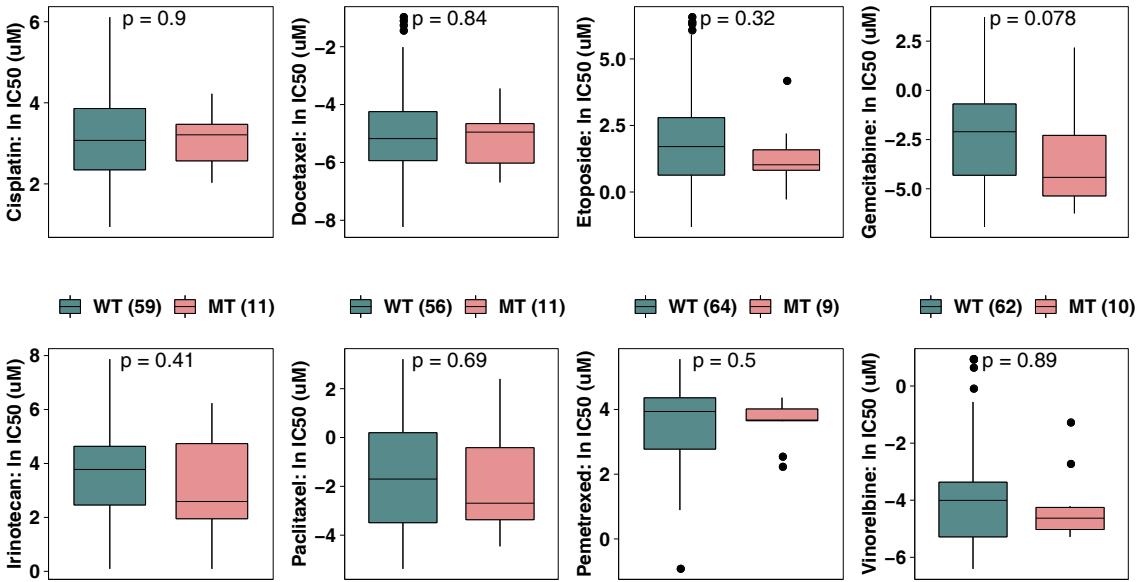 p = 0.9
Cisplatin: ln IC50 (uM)
6
4
2
p = 0.84
Docetaxel: ln IC50 (uM)
−2
−4
−6
−8
p = 0.32
Etoposide: ln IC50 (uM)
5.0
2.5
0.0
p = 0.078
Gemcitabine: ln IC50 (uM)
2.5
0.0
−2.5
−5.0
WT (59) MT (11)
WT (56) MT (11)
WT (64) MT (9)
WT (62) MT (10)
p = 0.41
Irinotecan: ln IC50 (uM)
8
6
4
2
0
p = 0.69
Paclitaxel: ln IC50 (uM)
2
0
−2
−4
p = 0.5
Pemetrexed: ln IC50 (uM)
4
2
0
p = 0.89
Vinorelbine: ln IC50 (uM)
0
−2
−4
−6